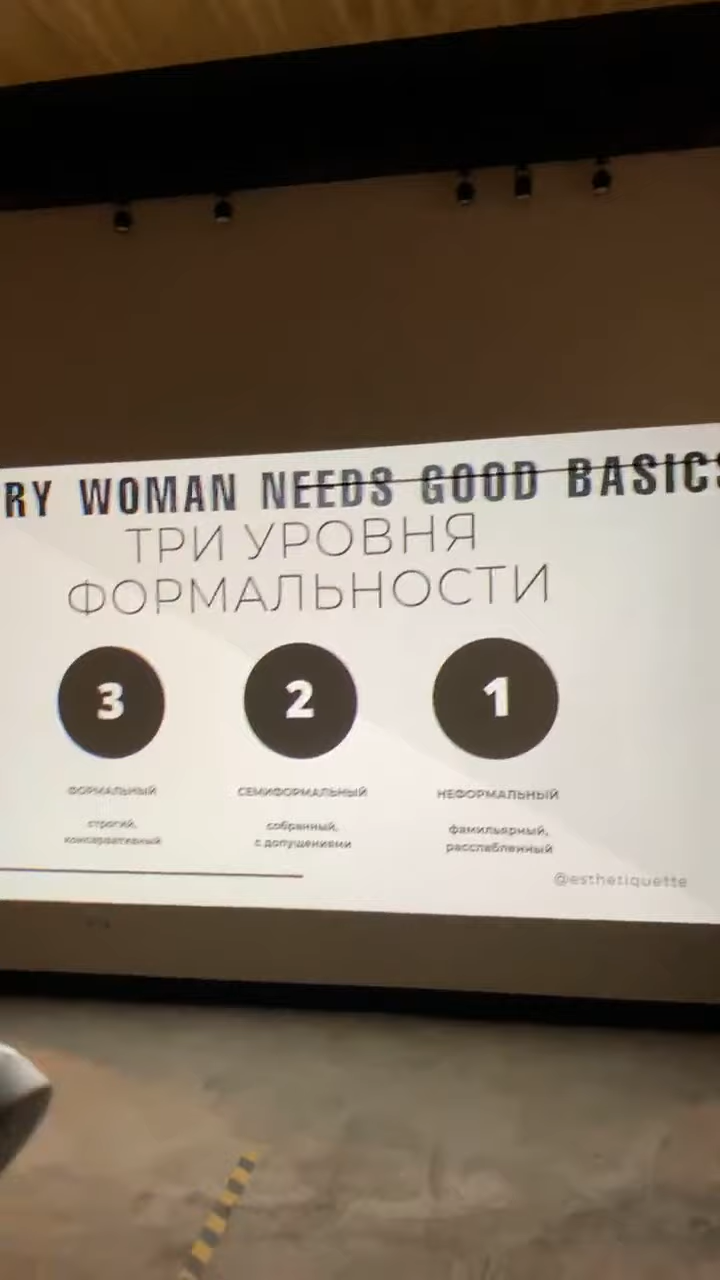 RY WOMAN NEEDS GOOD BASICS
ТРИ УРОВНЯ
ФОРМАЛЬНОСТИ
3
2
1
ФОРМАЛЬНЫЙ
СЕМИФОРМАЛЬНЫЙ
НЕФОРМАЛЬНЫЙ
строгий,
консервативный
собранный,
с допущениями
фамильярный,
расслабленный
@esthetiquette